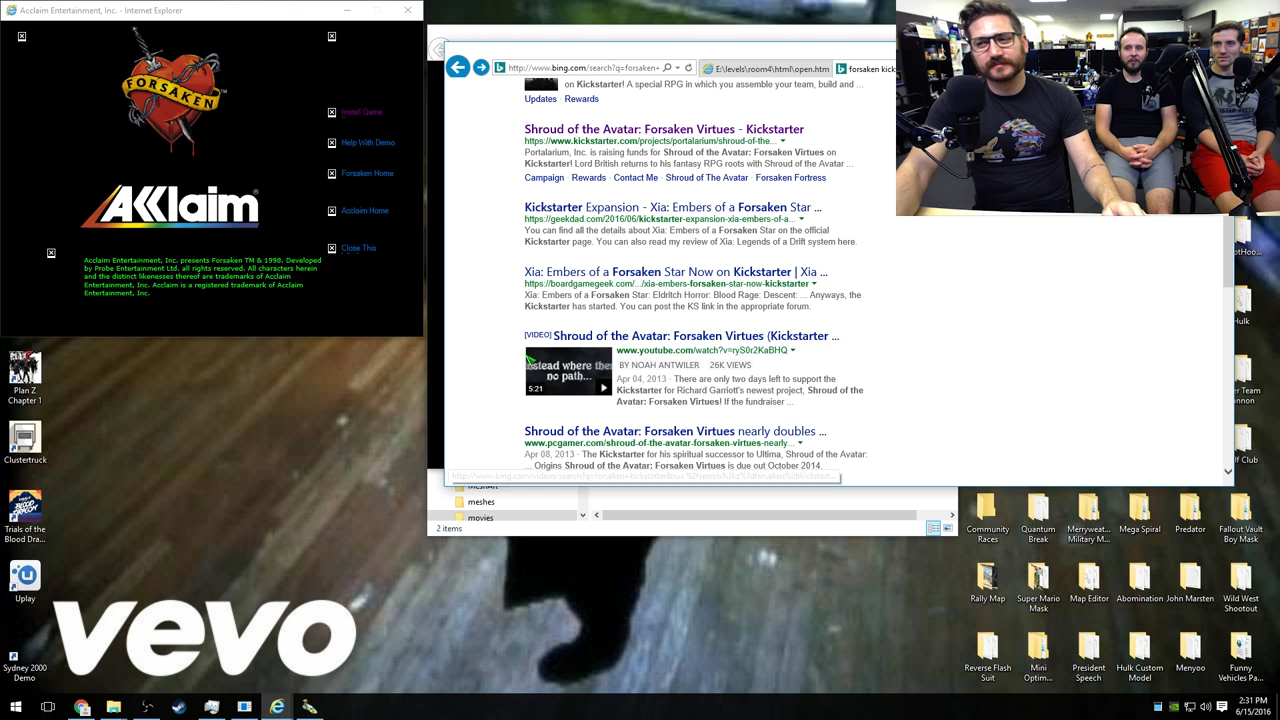 Acclaim Entertainment, Inc. - Internet Explorer
FORSAKEN
TM
Install Game
Help With Demo
Forsaken Home
AKKlaim®
Acclaim Home
Close This
Acclaim Entertainment, Inc. presents Forsaken TM & 1998. Developed
by Probe Entertainment Ltd. all rights reserved. All characters herein
and the distinct likenesses thereof are trademarks of Acclaim
Entertainment, Inc. Acclaim is a registered trademark of Acclaim
Entertainment, Inc.
http://www.bing.com/search?q=forsaken+
E:\levels\room4\html\open.htm
forsaken kick
on Kickstarter! A special RPG in which you assemble your team, build and ...
Updates · Rewards
Shroud of the Avatar: Forsaken Virtues - Kickstarter
https://www.kickstarter.com/projects/portalarium/shroud-of-the...
Portalarium, Inc. is raising funds for Shroud of the Avatar: Forsaken Virtues on
Kickstarter! Lord British returns to his fantasy RPG roots with Shroud of the Avatar ...
Campaign · Rewards · Contact Me · Shroud of The Avatar · Forsaken Fortress
Kickstarter Expansion - Xia: Embers of a Forsaken Star ...
https://geekdad.com/2016/06/kickstarter-expansion-xia-embers-of-a...
You can find all the details about Xia: Embers of a Forsaken Star on the official
Kickstarter page. You can also read my review of Xia: Legends of a Drift system here.
Xia: Embers of a Forsaken Star Now on Kickstarter | Xia ...
https://boardgamegeek.com/.../xia-embers-forsaken-star-now-kickstarter
Xia: Embers of a Forsaken Star: Eldritch Horror: Blood Rage: Descent: ... Anyways, the
Kickstarter has started. You can post the KS link in the appropriate forum.
[VIDEO] Shroud of the Avatar: Forsaken Virtues (Kickstarter ...
www.youtube.com/watch?v=ryS0r2KaBHQ
BY NOAH ANTWILER 26K VIEWS
nstead where ther
no path...
5:21
Apr 04, 2013 · There are only two days left to support the
Kickstarter for Richard Garriott's newest project, Shroud of the
Avatar: Forsaken Virtues! If the fundraiser ...
Shroud of the Avatar: Forsaken Virtues nearly doubles ...
www.pcgamer.com/shroud-of-the-avatar-forsaken-virtues-nearly...
Apr 08, 2013 · The Kickstarter for his spiritual successor to Ultima, Shroud of the Avatar:
... Origins Shroud of the Avatar: Forsaken Virtues is due out October 2014.
meshes
movies
2 items
Plan Z
Chapter 1
Clustertruck
Trials of the
Blood Dra...
Uplay
Sydney 2000
Demo
vevo
Hulk
Community
Races
Quantum
Break
Merryweat...
Military M...
Mega Spiral
Predator
Fallout Vault
Boy Mask
Rally Map
Super Mario
Mask
Map Editor
Abomination
John Marsten
Wild West
Shootout
Reverse Flash
Suit
Mini
Optim...
President
Speech
Hulk Custom
Model
Menyoo
Funny
Vehicles Pa...
2:31 PM
6/15/2016